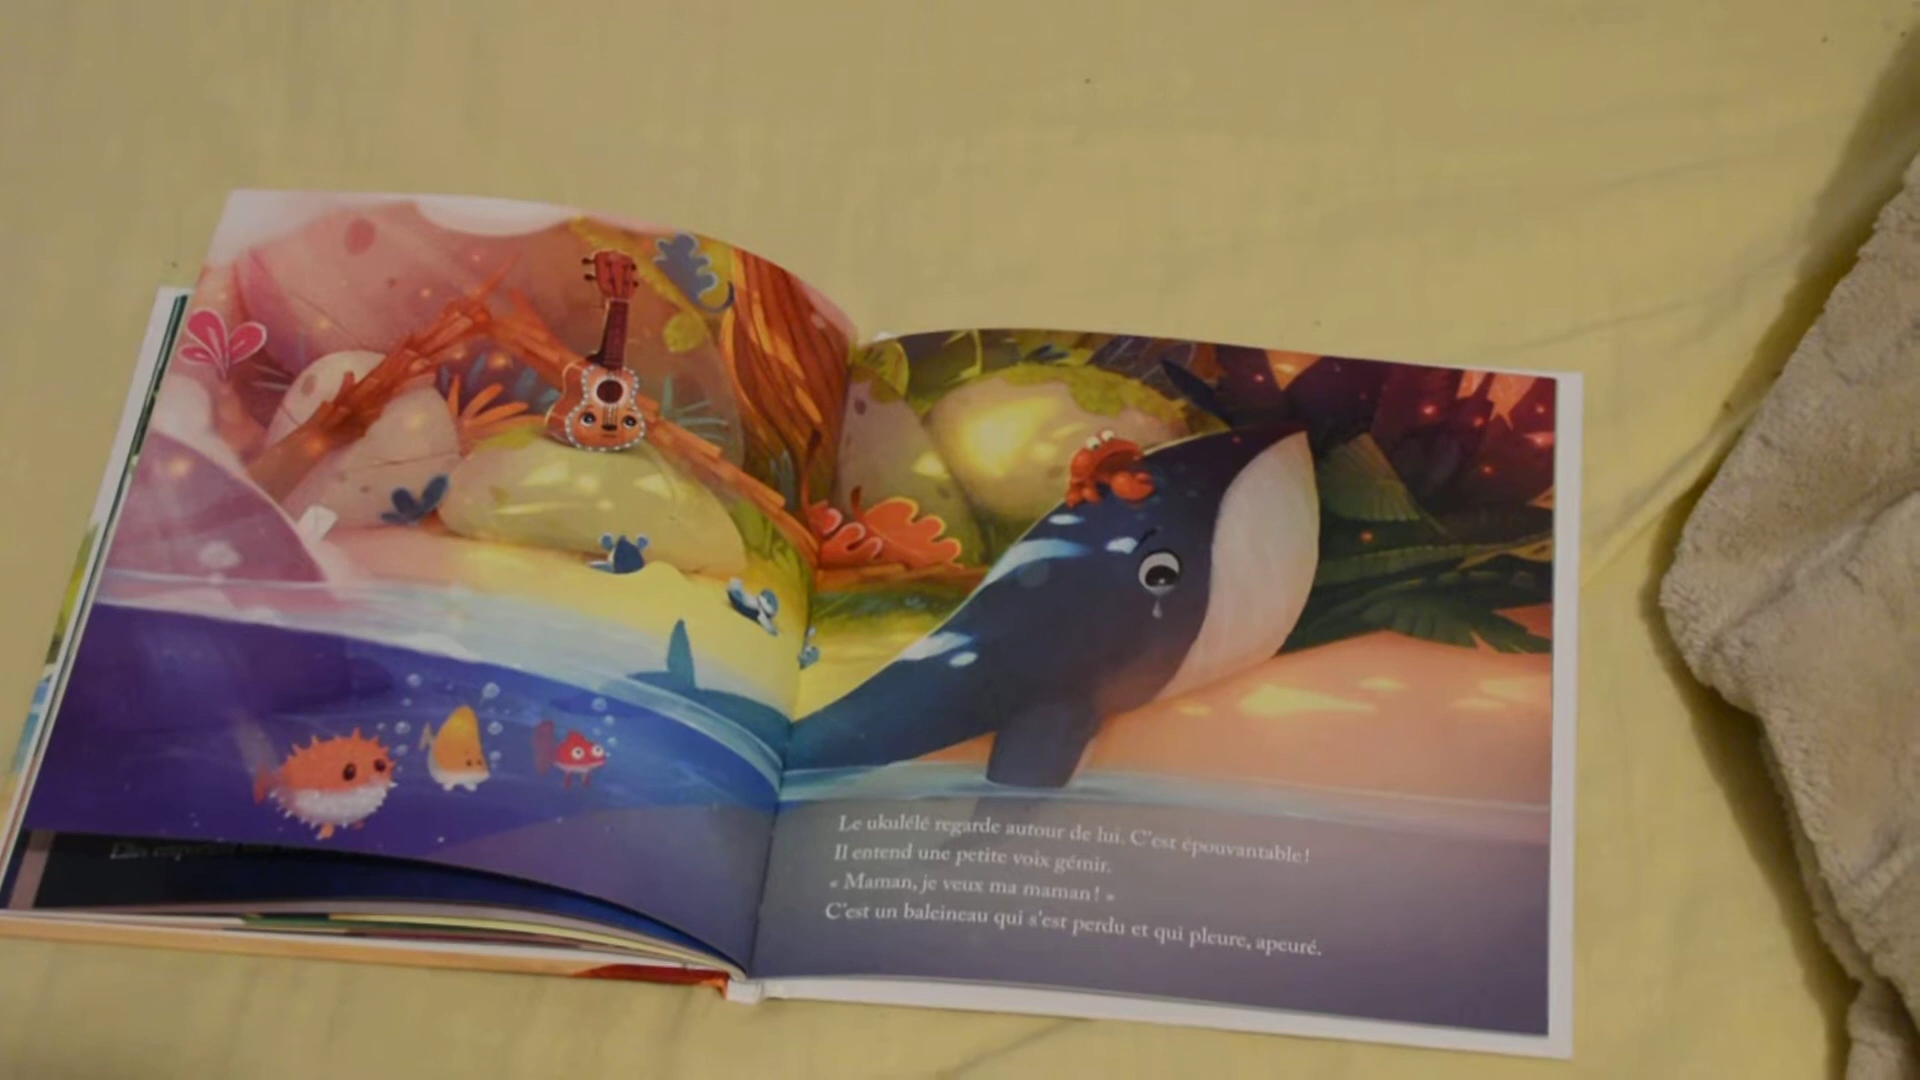 Le ukulélé regarde autour de lui. C'est épouvantable !
Il entend une petite voix gémir.
« Maman, je veux ma maman ! »
C'est un baleineau qui s'est perdu et qui pleure, apeuré.